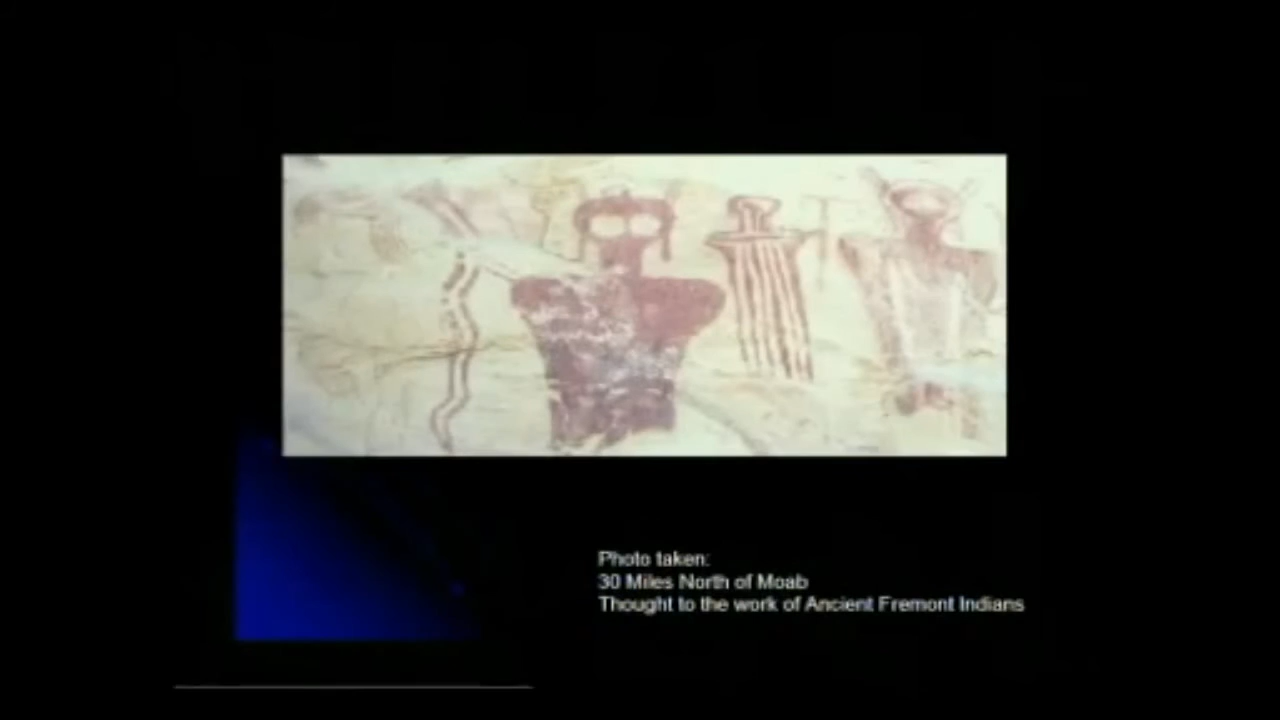 Photo taken:
30 Miles North of Moab
Thought to the work of Ancient Fremont Indians